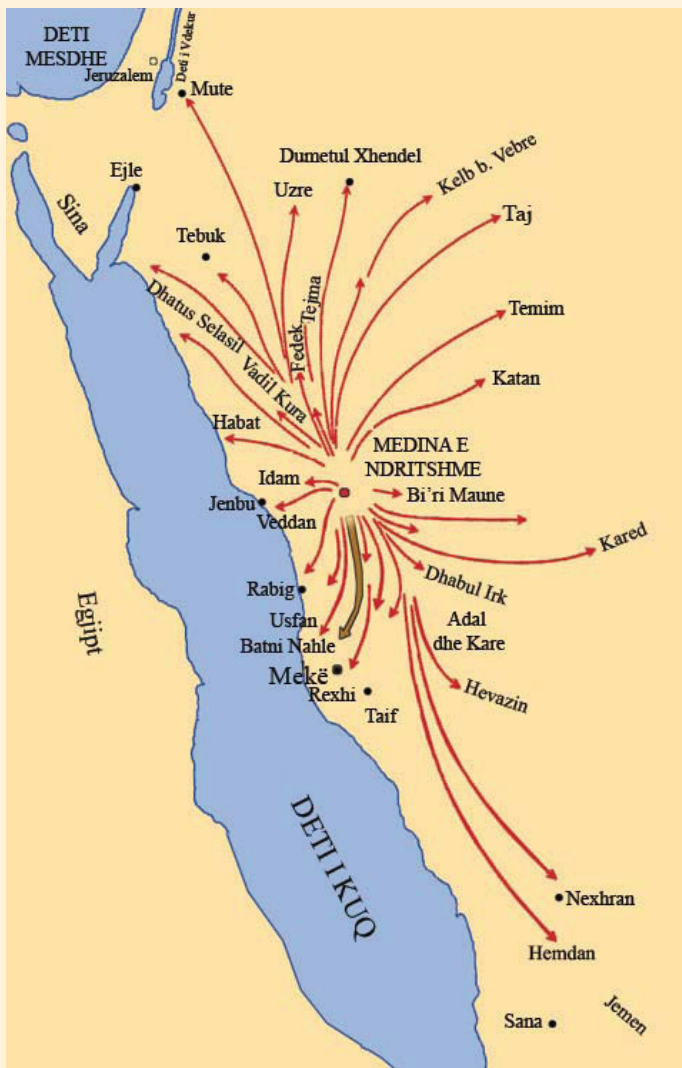 DETI
MESDHE
Jeruzalem
Deti i Vdekur
Mute
Dumetul Xhendel
Kelb b. Vebre
Ejle
Uzre
Taj
Sina
Tebuk
Tejma
Dhatus Selasil
Fedek
Temim
Vadil Kura
Katan
Habat
MEDINA E
NDRITSHME
Idam
Bi'ri Maune
Jenbu
Veddan
Kared
Dhabul Irk
Rabig
Egjipt
Usfan
Adal
dhe Kare
Batni Nahle
Mekë
Rexhi
Hevazin
Taif
DETI I KUQ
Nexhran
Hemdan
Sana
Jemen